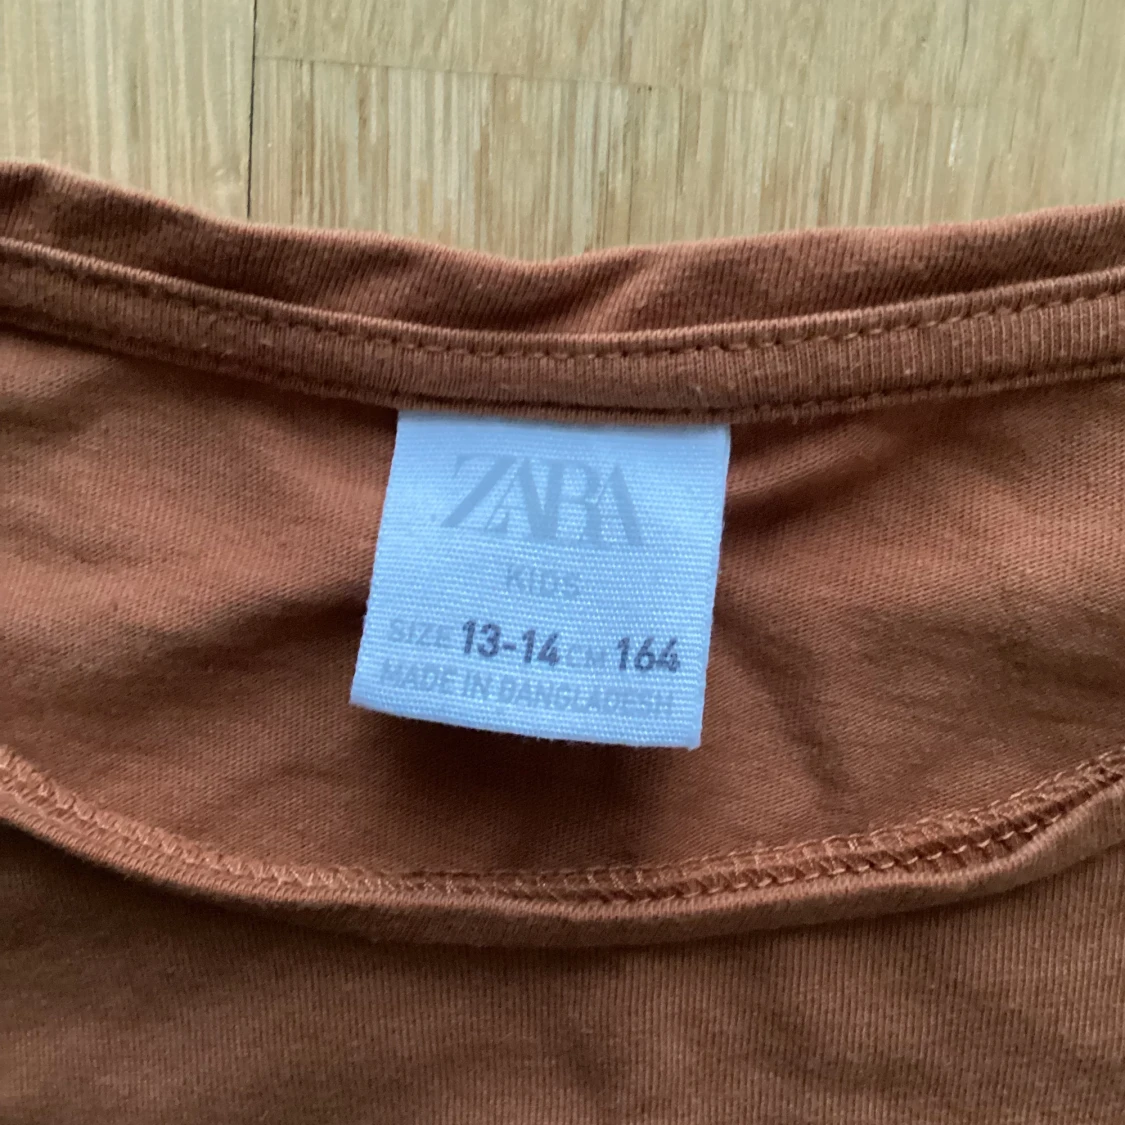 ZARA
KIDS
SIZE 13-14 CM 164
MADE IN BANGLADESH